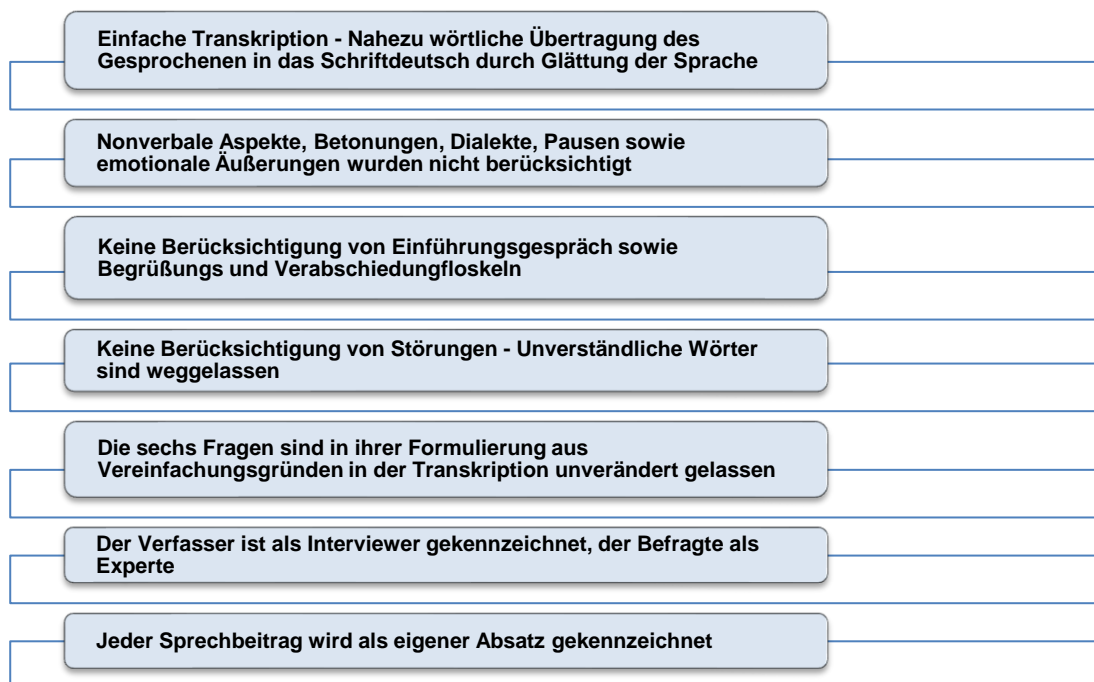 Einfache Transkription - Nahezu wörtliche Übertragung des
Gesprochenen in das Schriftdeutsch durch Glättung der Sprache
Nonverbale Aspekte, Betonungen, Dialekte, Pausen sowie
emotionale Äußerungen wurden nicht berücksichtigt
Keine Berücksichtigung von Einführungsgespräch sowie
Begrüßungs und Verabschiedungfloskeln
Keine Berücksichtigung von Störungen - Unverständliche Wörter
sind weggelassen
Die sechs Fragen sind in ihrer Formulierung aus
Vereinfachungsgründen in der Transkription unverändert gelassen
Der Verfasser ist als Interviewer gekennzeichnet, der Befragte als
Experte
Jeder Sprechbeitrag wird als eigener Absatz gekennzeichnet